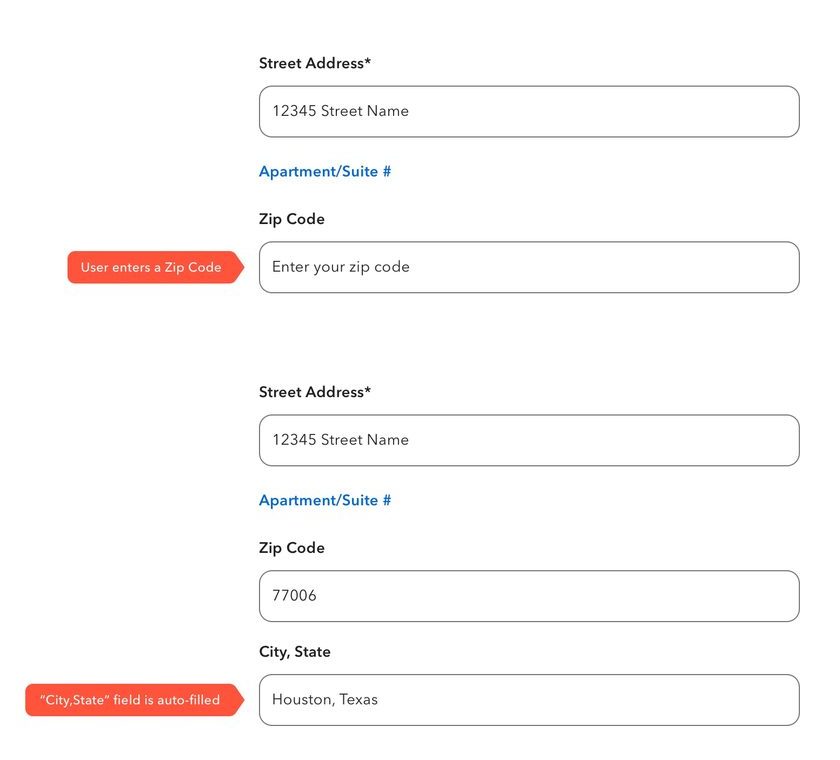 Street Address*
12345 Street Name
Apartment/Suite #
Zip Code
User enters a Zip Code
Enter your zip code
Street Address*
12345 Street Name
Apartment/Suite #
Zip Code
77006
City, State
“City,State” field is auto-filled
Houston, Texas